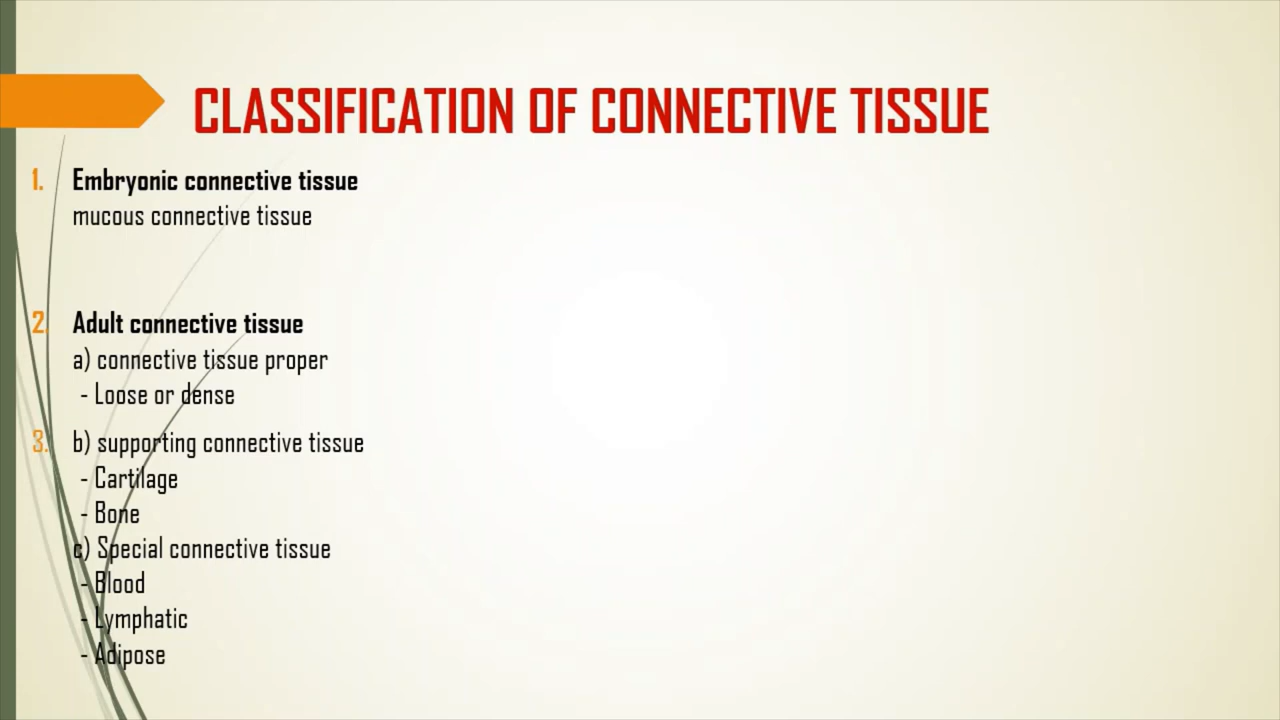 CLASSIFICATION OF CONNECTIVE TISSUE
1. Embryonic connective tissue
mucous connective tissue
2. Adult connective tissue
a) connective tissue proper
- Loose or dense
3. b) supporting connective tissue
- Cartilage
- Bone
c) Special connective tissue
- Blood
- Lymphatic
- Adipose